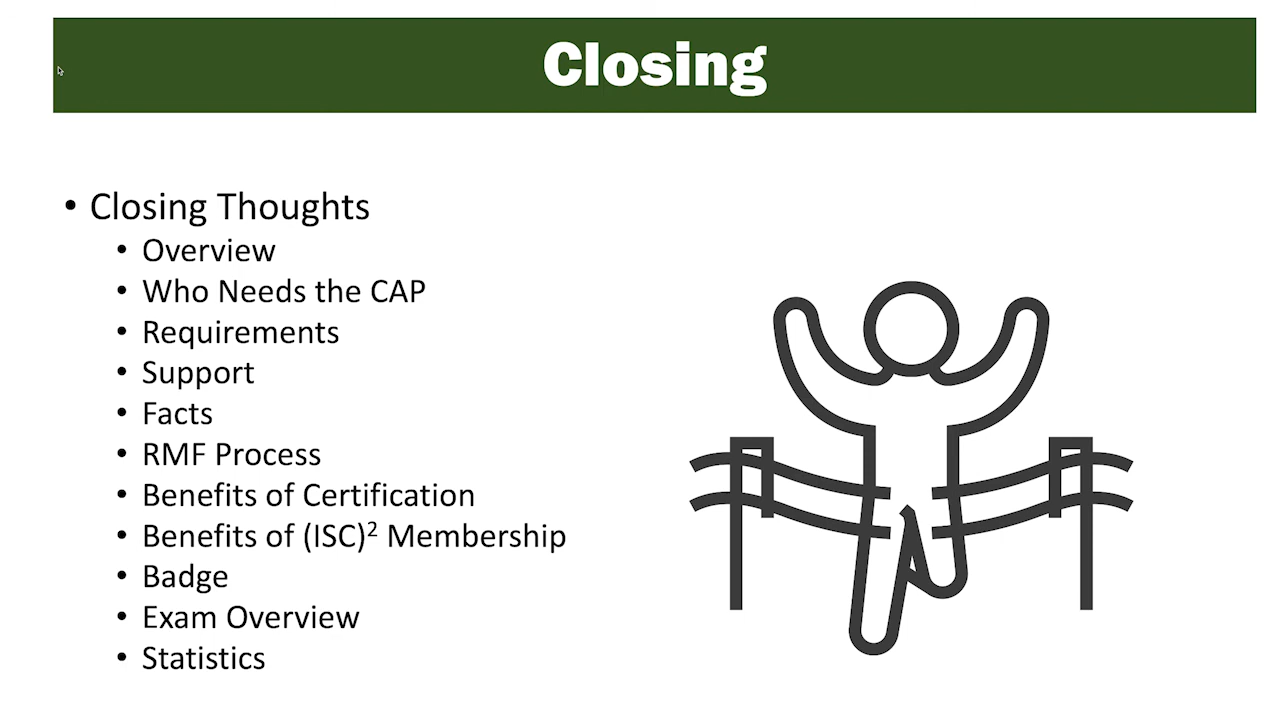 Closing
• Closing Thoughts
• Overview
• Who Needs the CAP
• Requirements
• Support
• Facts
• RMF Process
• Benefits of Certification
• Benefits of (ISC)² Membership
• Badge
• Exam Overview
• Statistics